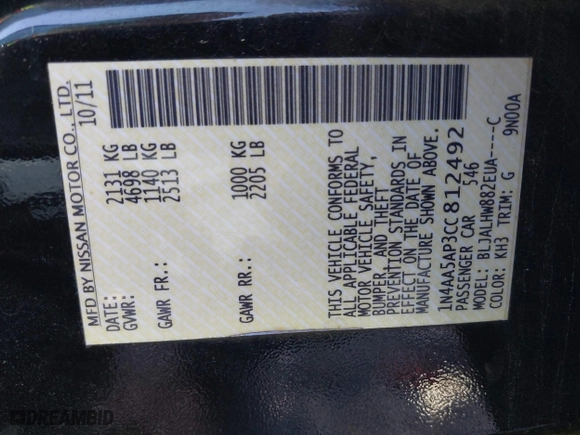 MFD BY NISSAN MOTOR CO., LTD.
10/11
DATE:
GVWR: 2131 KG
4698 LB
GAWR FR.: 1140 KG
2513 LB
GAWR RR.: 1000 KG
2205 LB
THIS VEHICLE CONFORMS TO
ALL APPLICABLE FEDERAL
MOTOR VEHICLE SAFETY,
BUMPER, AND THEFT
PREVENTION STANDARDS IN
EFFECT ON THE DATE OF
MANUFACTURE SHOWN ABOVE.
1N4AA5AP3CC812492
PASSENGER CAR 546
MODEL: BLJALHW882EUA----C
COLOR: KH3 TRIM: G 9N00A
DREAMBID